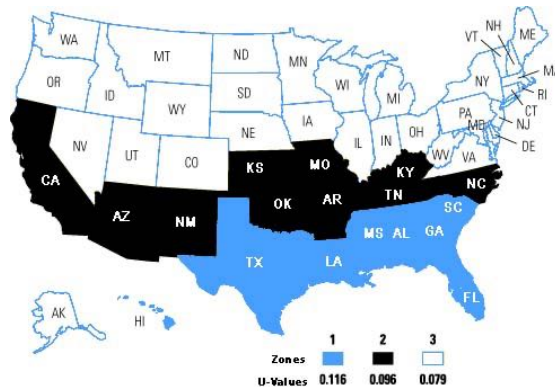 WA
MT
ND
MN
VT
NH
ME
OR
ID
WY
SD
WI
MI
NY
MA
RI
CT
NJ
DE
MD
PA
NV
UT
CO
NE
IA
IL
IN
OH
WV
VA
CA
AZ
NM
KS
MO
OK
AR
KY
TN
NC
SC
TX
LA
MS
AL
GA
FL
AK
HI
1 2 3
Zones
U-Values 0.116 0.096 0.079